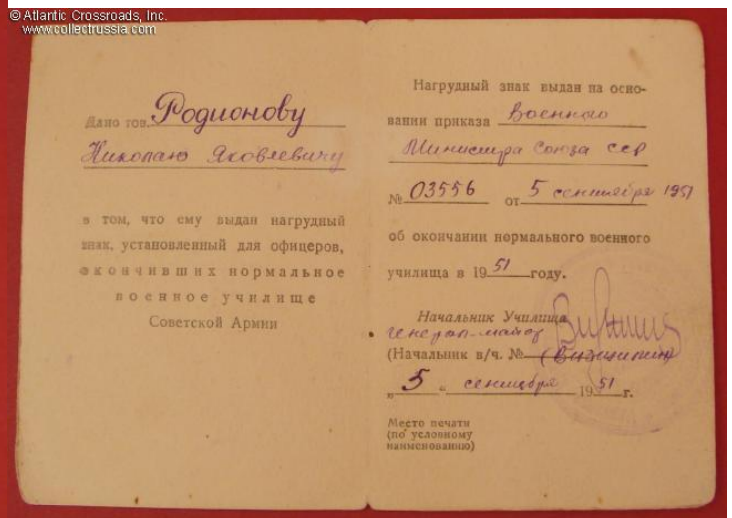 © Atlantic Crossroads, Inc.
www.collectrussia.com
Дано тов. Родионову
Николаю Яковлевичу
в том, что ему выдан нагрудный
знак, установленный для офицеров,
окончивших нормальное
военное училище
Советской Армии
Нагрудный знак выдан на осно-
вании приказа Военного
Министра Союза ССР
№ 03556 от 5 сентября 1951
об окончании нормального военного
училища в 1951 году.
Начальник Училища
генерал-майор
(Начальник в/ч. №
„5“ сентября 1951 г.
Место печати
(по условному
наименованию)